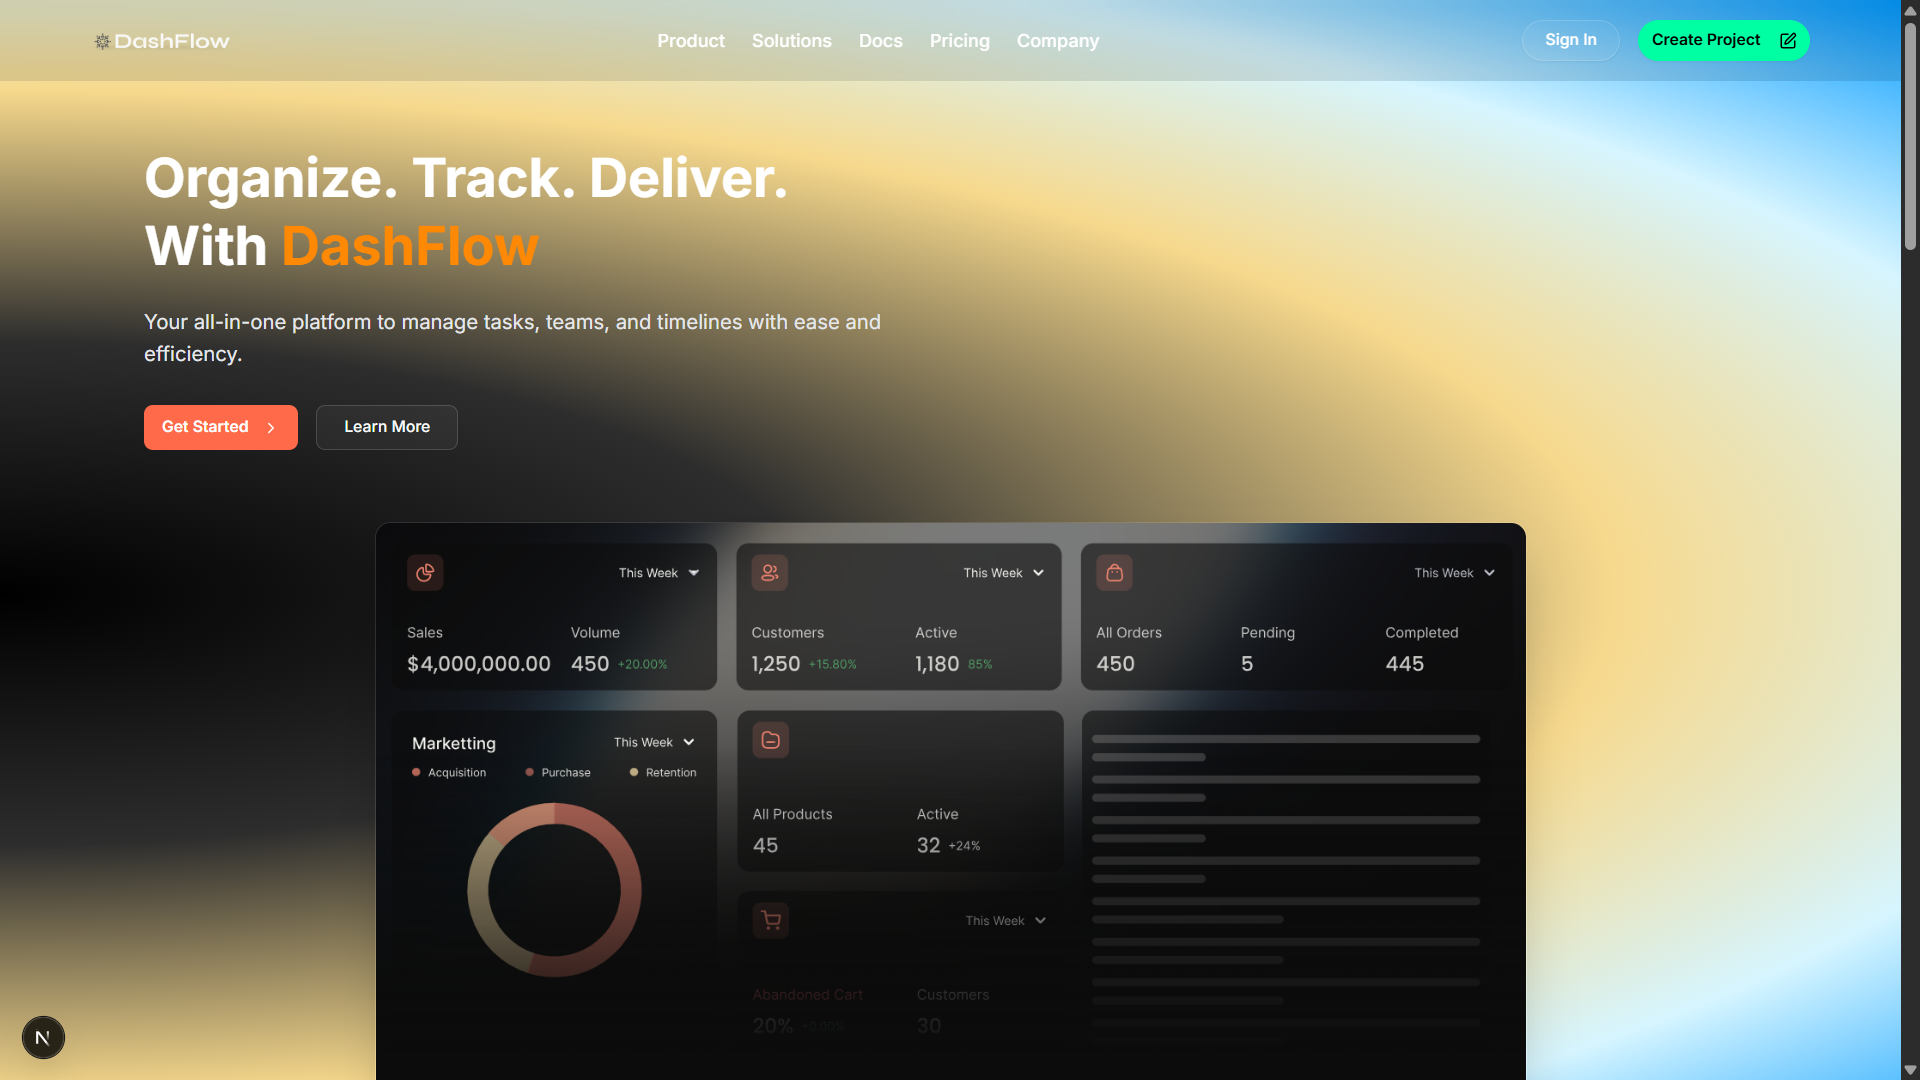 DashFlow
Product Solutions Docs Pricing Company
Sign In
Create Project
Organize. Track. Deliver.
With DashFlow
Your all-in-one platform to manage tasks, teams, and timelines with ease and
efficiency.
Get Started
Learn More
This Week
Sales Volume
$4,000,000.00 450 +20.00%
This Week
Customers Active
1,250 +15.80% 1,180 85%
This Week
All Orders Pending Completed
450 5 445
Marketting This Week
Acquisition Purchase Retention
All Products Active
45 32 +24%
This Week
Abandoned Cart Customers
20% +0.00% 30
N